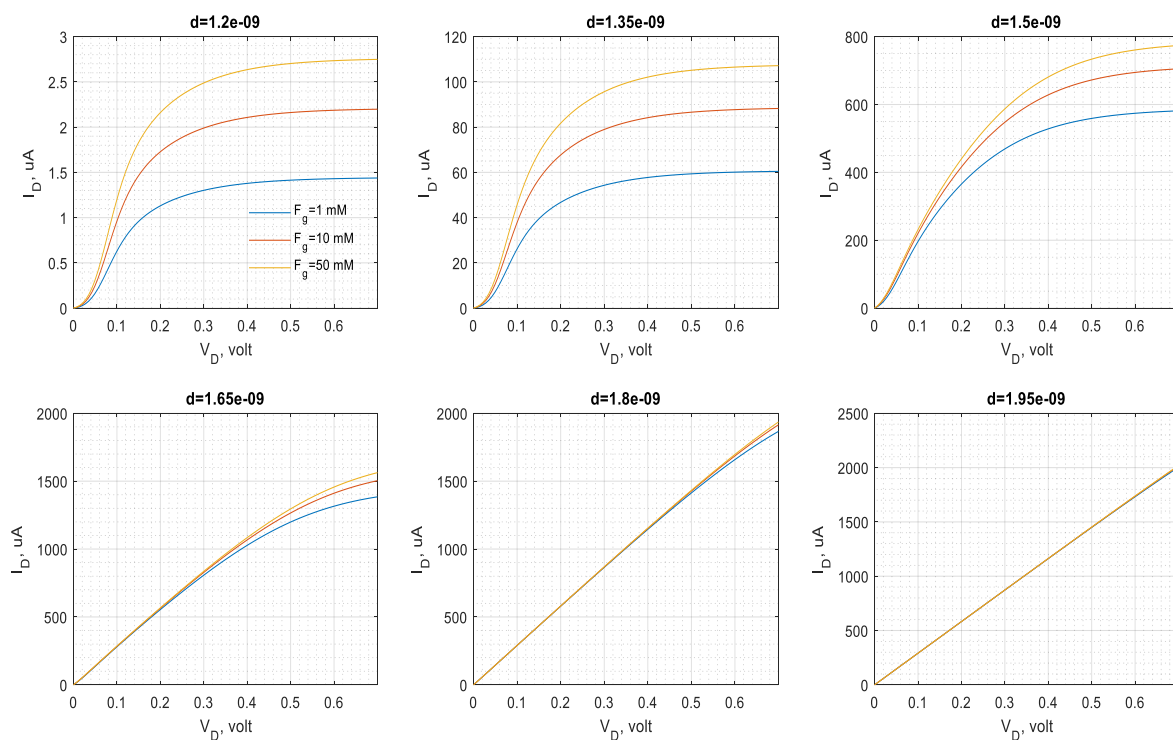 d=1.2e-09
3
2.5
2
1.5
1
0.5
0
I_D, uA
F_g=1 mM
F_g=10 mM
F_g=50 mM
0 0.1 0.2 0.3 0.4 0.5 0.6
V_D, volt
d=1.35e-09
120
100
80
60
40
20
0
I_D, uA
0 0.1 0.2 0.3 0.4 0.5 0.6
V_D, volt
d=1.5e-09
800
600
400
200
0
I_D, uA
0 0.1 0.2 0.3 0.4 0.5 0.6
V_D, volt
d=1.65e-09
2000
1500
1000
500
0
I_D, uA
0 0.1 0.2 0.3 0.4 0.5 0.6
V_D, volt
d=1.8e-09
2000
1500
1000
500
0
I_D, uA
0 0.1 0.2 0.3 0.4 0.5 0.6
V_D, volt
d=1.95e-09
2500
2000
1500
1000
500
0
I_D, uA
0 0.1 0.2 0.3 0.4 0.5 0.6
V_D, volt